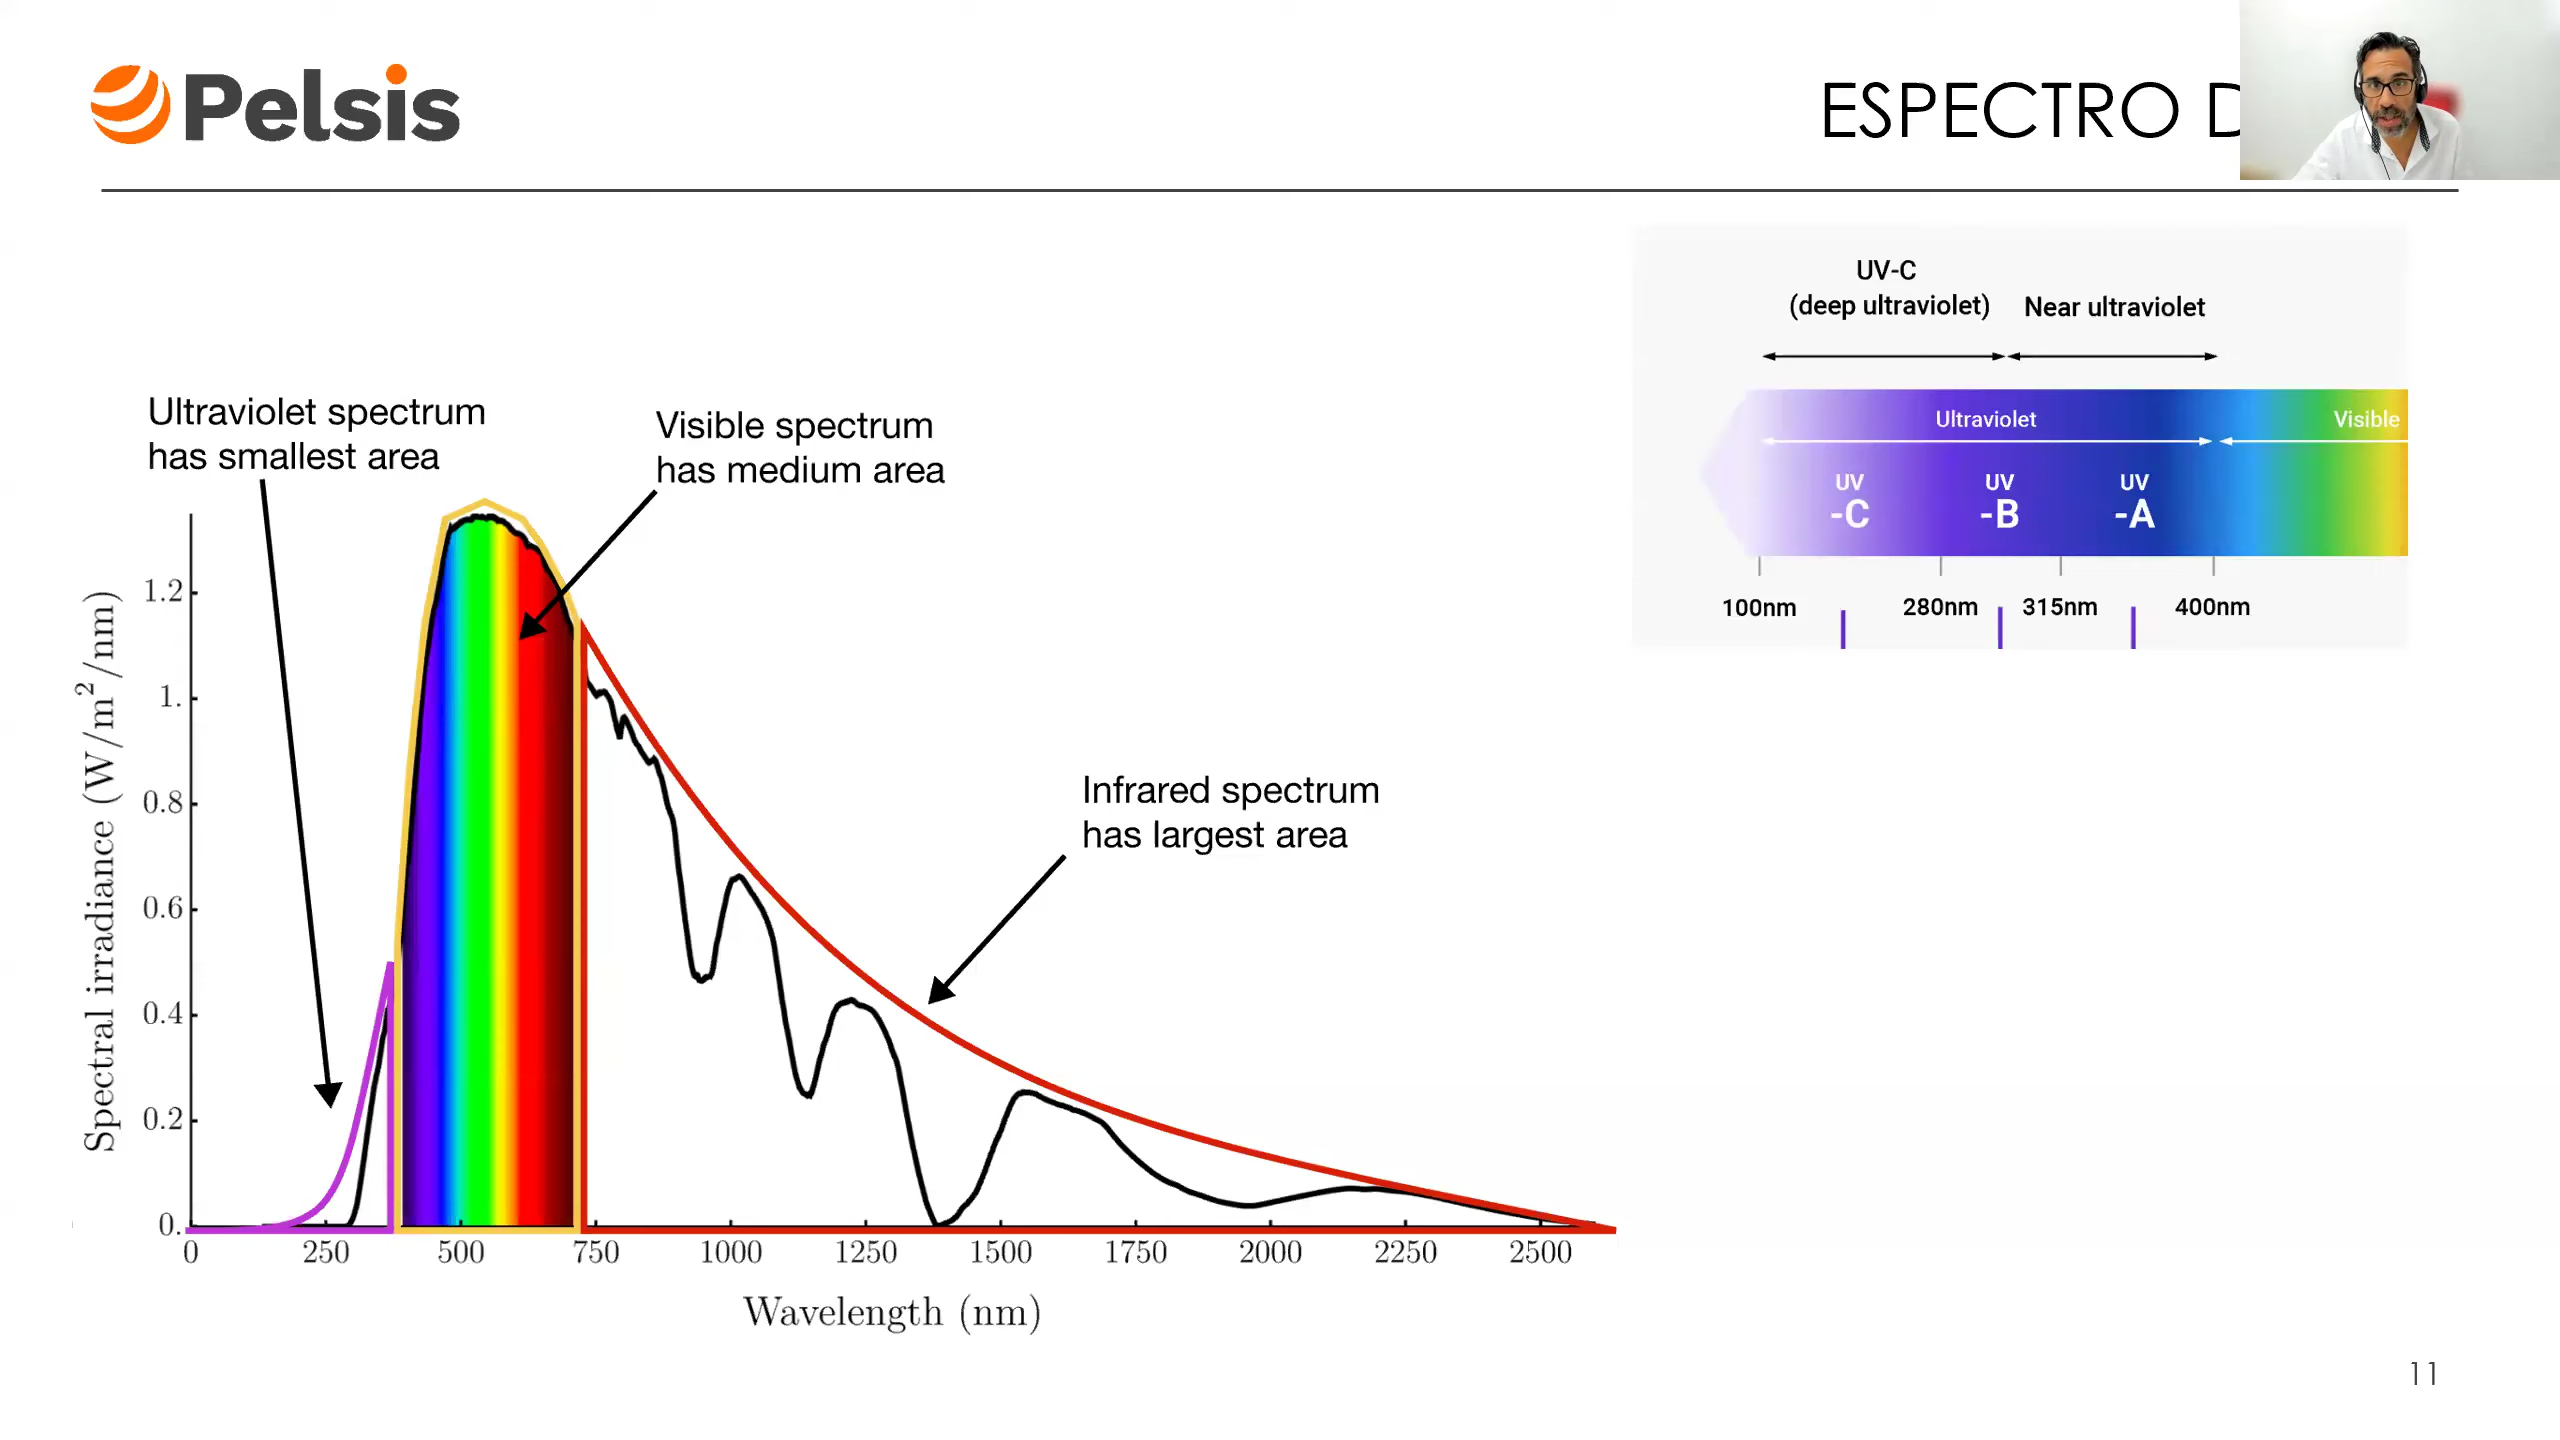 Pelsis
ESPECTRO D
UV-C
(deep ultraviolet)
Near ultraviolet
Ultraviolet
Visible
UV
-C
UV
-B
UV
-A
100nm
280nm
315nm
400nm
Ultraviolet spectrum
has smallest area
Visible spectrum
has medium area
Infrared spectrum
has largest area
Spectral irradiance (W/m²/nm)
1.2
1.
0.8
0.6
0.4
0.2
0.
0
250
500
750
1000
1250
1500
1750
2000
2250
2500
Wavelength (nm)
11